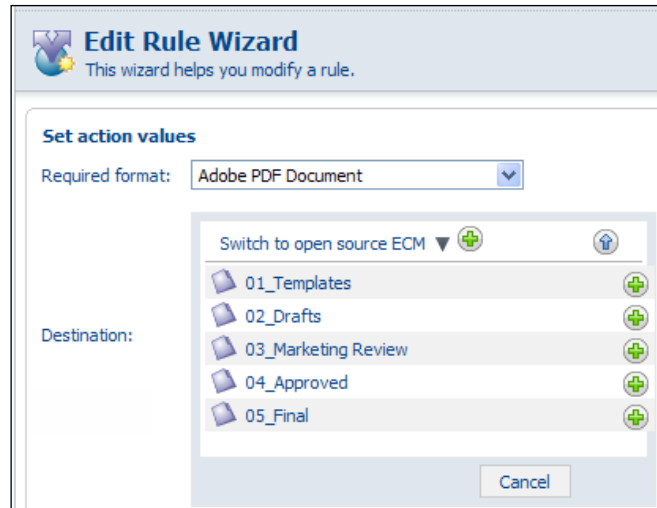 Edit Rule Wizard
This wizard helps you modify a rule.
Set action values
Required format: Adobe PDF Document
Switch to open source ECM
01_Templates
02_Drafts
Destination: 03_Marketing Review
04_Approved
05_Final
Cancel